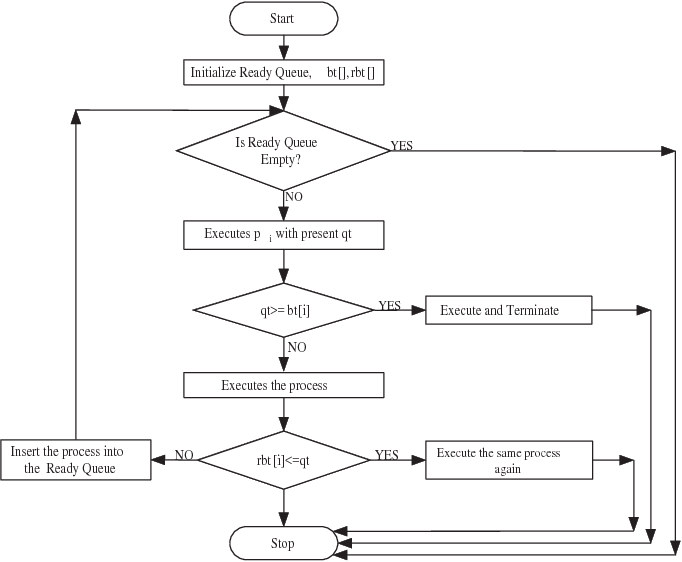 Start
Initialize Ready Queue, bt[], rbt[]
Is Ready Queue
Empty?
YES
NO
Executes p i with present qt
qt>= bt[i]
YES
Execute and Terminate
NO
Executes the process
Insert the process into
the Ready Queue
NO
rbt [i]<=qt
YES
Execute the same process
again
Stop